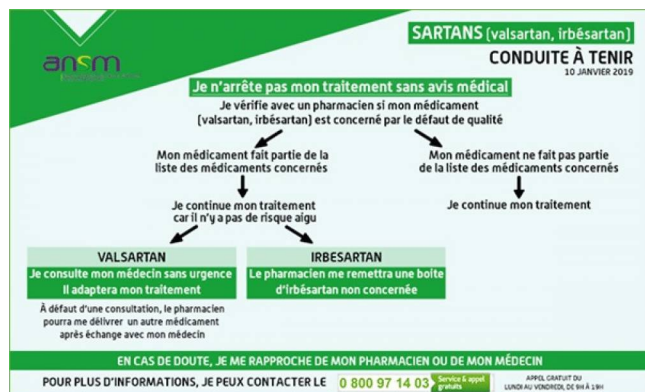 ansm
SARTANS (valsartan, irbésartan)
CONDUITE À TENIR
10 JANVIER 2019
Je n'arrête pas mon traitement sans avis médical
Je vérifie avec un pharmacien si mon médicament
(valsartan, irbésartan) est concerné par le défaut de qualité
Mon médicament fait partie de la
liste des médicaments concernés
Mon médicament ne fait pas partie
de la liste des médicaments concernés
Je continue mon traitement
car il n'y a pas de risque aigu
Je continue mon traitement
VALSARTAN
Je consulte mon médecin sans urgence
Il adaptera mon traitement
À défaut d'une consultation, le pharmacien
pourra me délivrer un autre médicament
après échange avec mon médecin
IRBESARTAN
Le pharmacien me remettra une boite
d'irbésartan non concernée
EN CAS DE DOUTE, JE ME RAPPROCHE DE MON PHARMACIEN OU DE MON MÉDECIN
POUR PLUS D'INFORMATIONS, JE PEUX CONTACTER LE 0 800 97 14 03 Service & appel
gratuits
APPEL GRATUIT DU
LUNDI AU VENDREDI, DE 9H À 19H